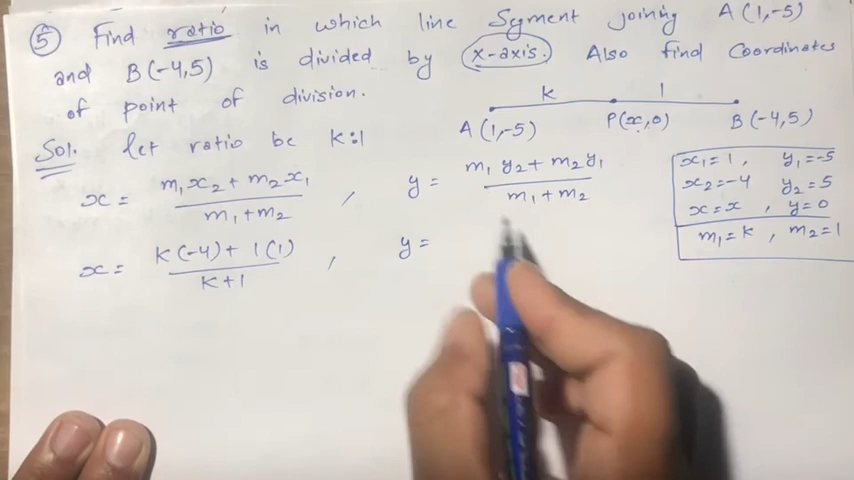 ⑤ Find ratio in which line Segment joining A(1,-5)
and B(-4,5) is divided by x-axis. Also find Coordinates
of point of division.
K 1
A(1,-5) P(x,0) B(-4,5)
Sol. let ratio be K:1
x = (m₁x₂ + m₂x₁)/(m₁+m₂) , y = (m₁y₂ + m₂y₁)/(m₁+m₂)
x₁=1, y₁=-5
x₂=-4 y₂=5
x=x , y=0
m₁=K , m₂=1
x = (K(-4) + 1(1))/(K+1) , y =